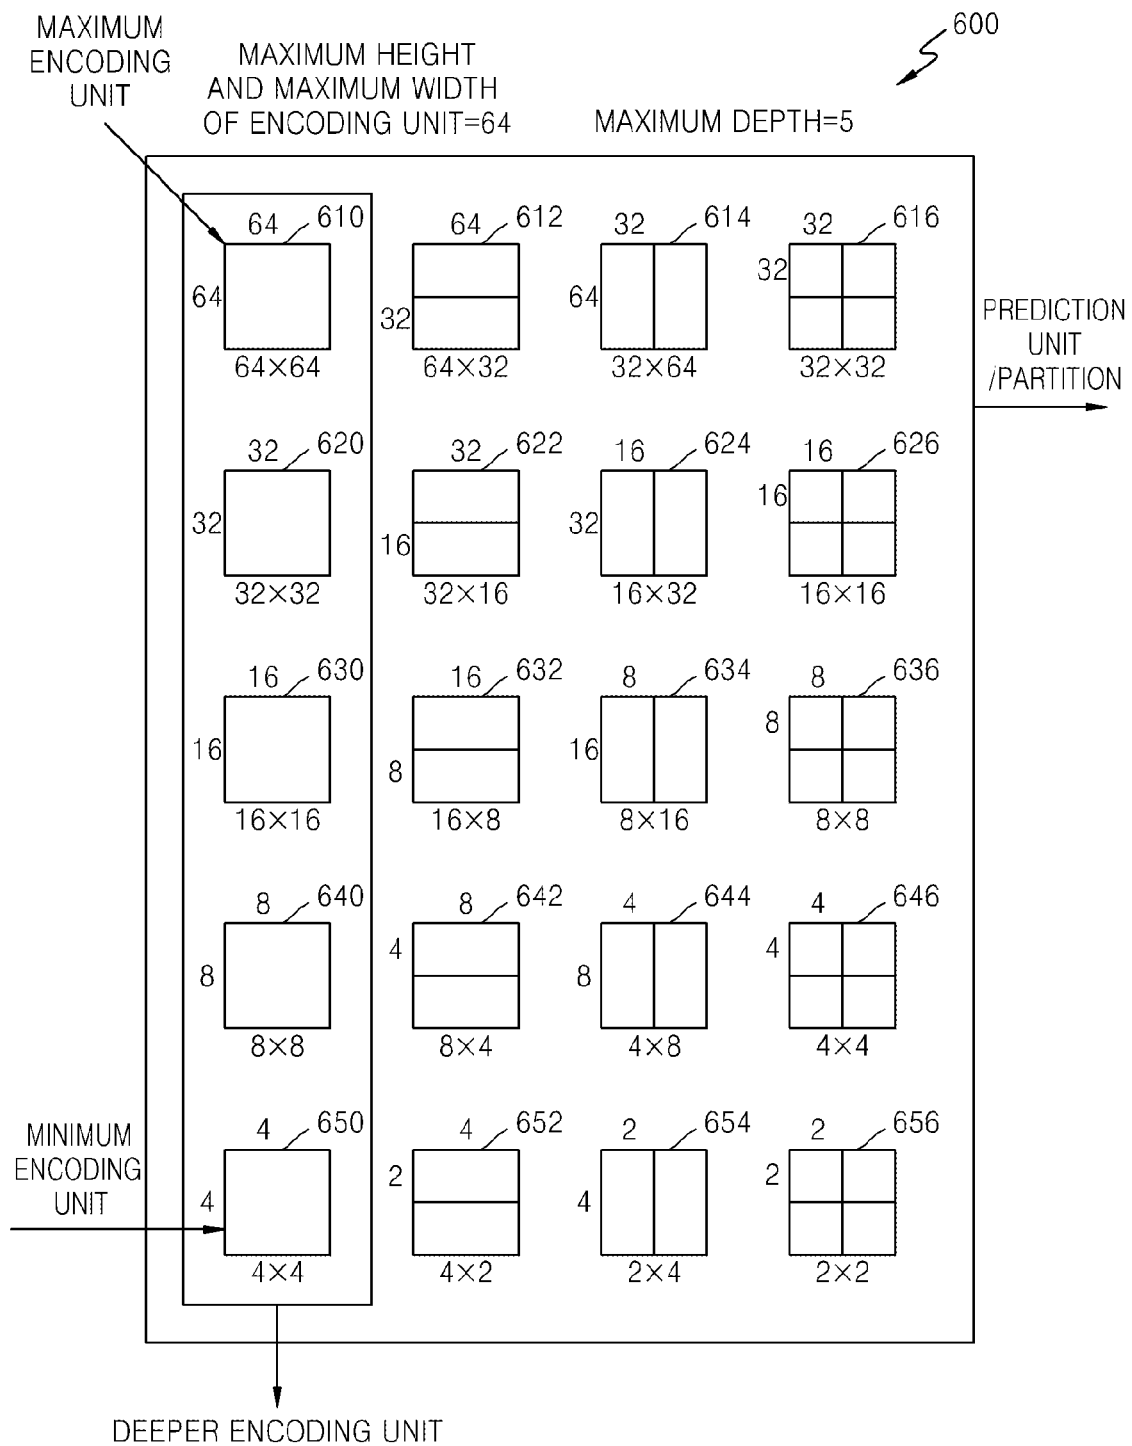 600
MAXIMUM
ENCODING
UNIT
MAXIMUM HEIGHT
AND MAXIMUM WIDTH
OF ENCODING UNIT=64
MAXIMUM DEPTH=5
64 610 64 612 32 614 32 616
64 32 64 32
64×64 64×32 32×64 32×32
PREDICTION
UNIT
/PARTITION
32 620 32 622 16 624 16 626
32 16 32 16
32×32 32×16 16×32 16×16
16 630 16 632 8 634 8 636
16 8 16 8
16×16 16×8 8×16 8×8
8 640 8 642 4 644 4 646
8 4 8 4
8×8 8×4 4×8 4×4
MINIMUM
ENCODING
UNIT
4 650 4 652 2 654 2 656
4 2 4 2
4×4 4×2 2×4 2×2
DEEPER ENCODING UNIT